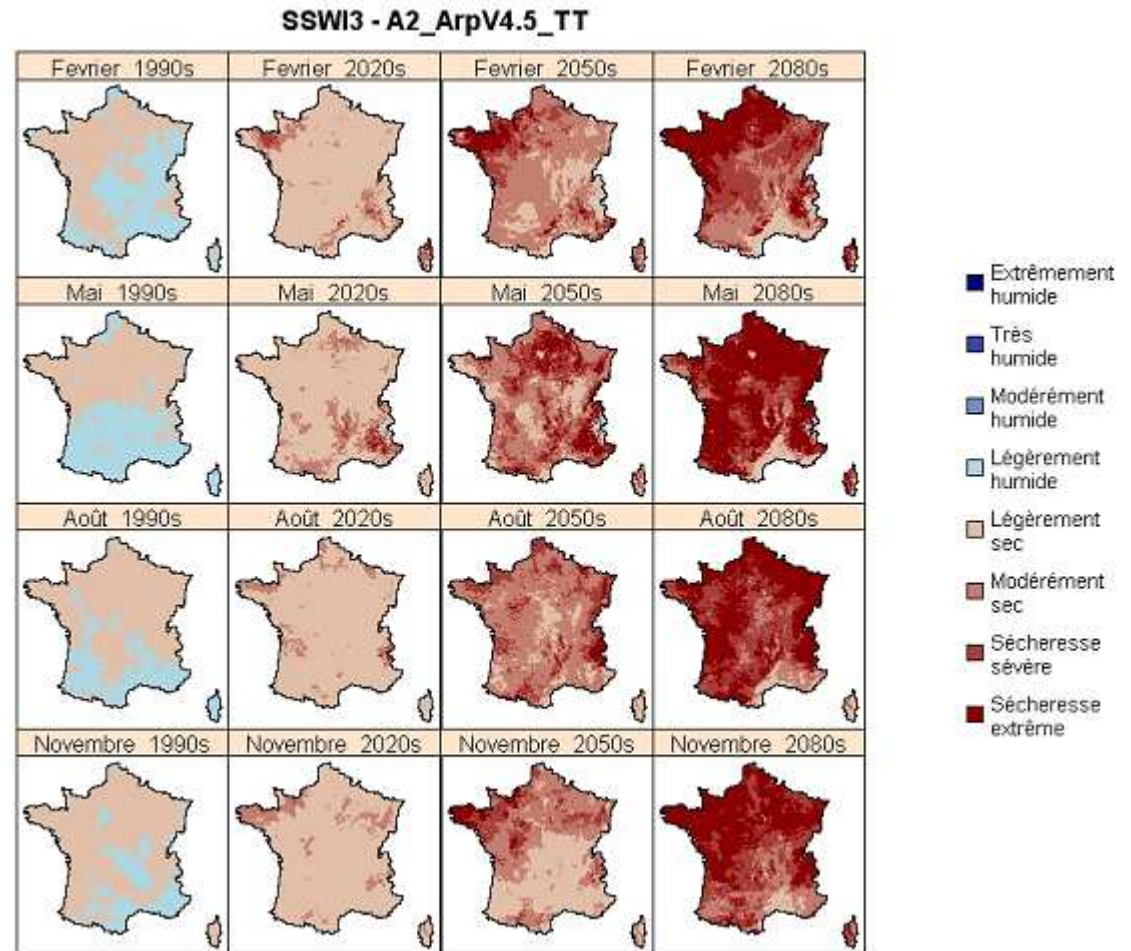 SSWI3 - A2_ArpV4.5_TT
Fevrier 1990s
Fevrier 2020s
Fevrier 2050s
Fevrier 2080s
Mai 1990s
Mai 2020s
Mai 2050s
Mai 2080s
Août 1990s
Août 2020s
Août 2050s
Août 2080s
Novembre 1990s
Novembre 2020s
Novembre 2050s
Novembre 2080s
Extrêmement
humide
Très
humide
Modérément
humide
Légèrement
humide
Légèrement
sec
Modérément
sec
Sécheresse
sévère
Sécheresse
extrême